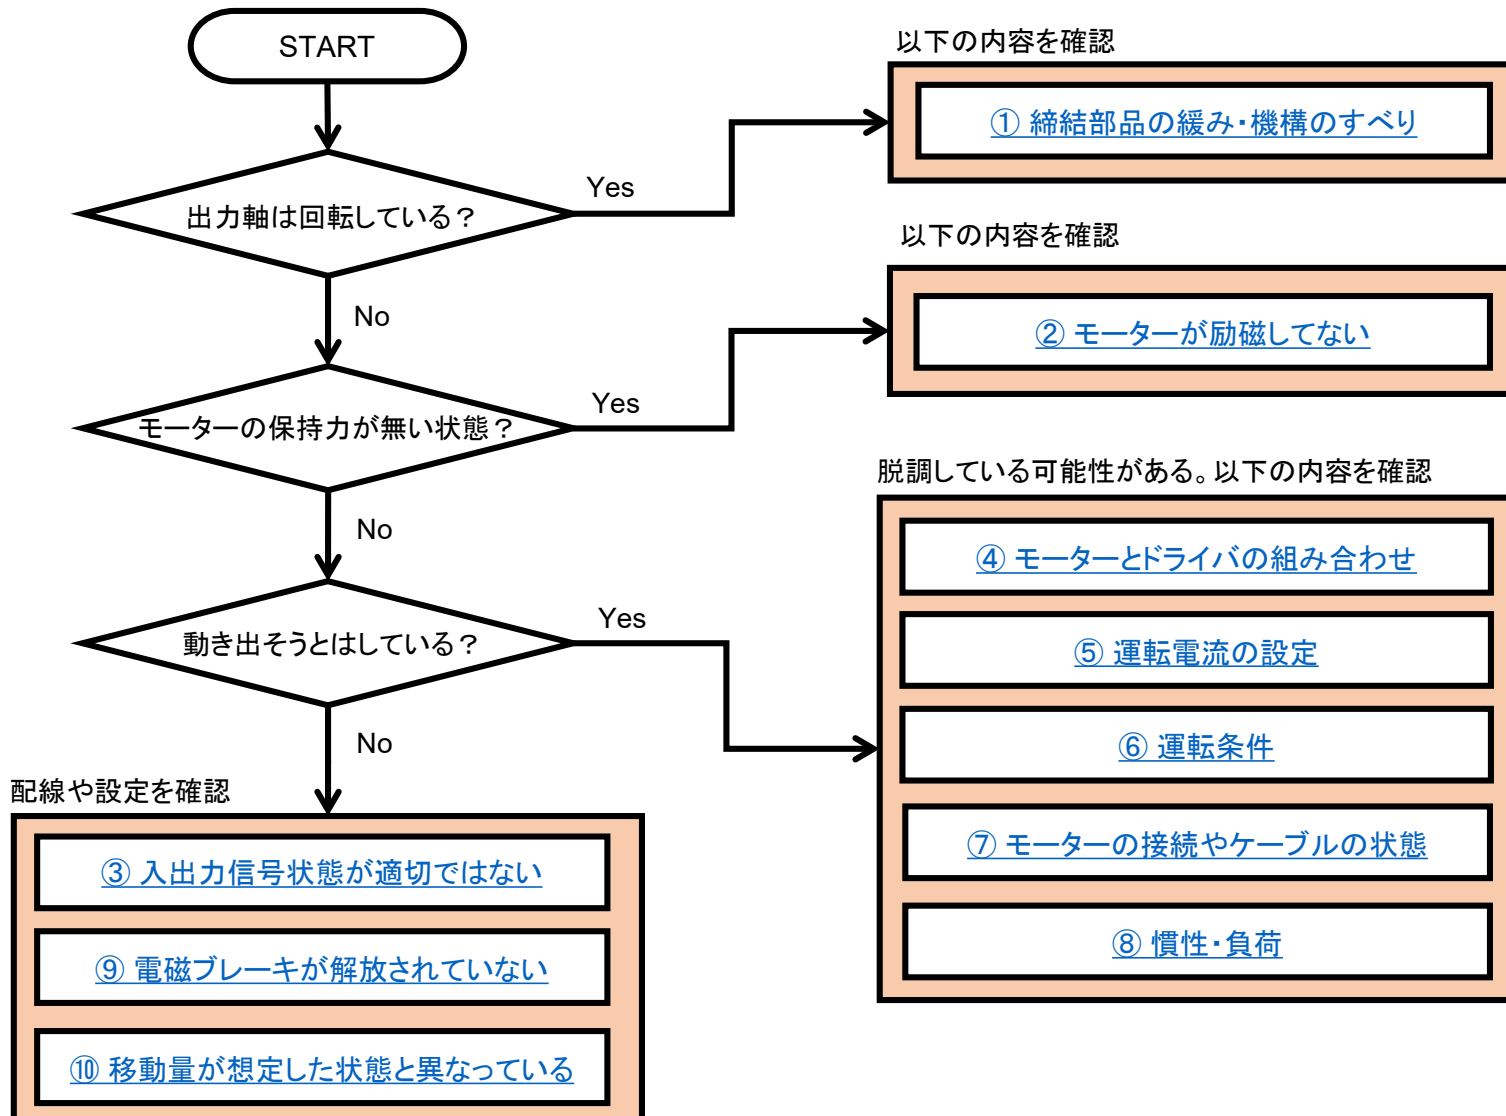 START
以下の内容を確認
① 締結部品の緩み・機構のすべり
Yes
出力軸は回転している？
以下の内容を確認
No
② モーターが励磁してない
Yes
モーターの保持力が無い状態？
脱調している可能性がある。以下の内容を確認
No
④ モーターとドライバの組み合わせ
Yes
動き出そうとはしている？
⑤ 運転電流の設定
No
⑥ 運転条件
配線や設定を確認
⑦ モーターの接続やケーブルの状態
③ 入出力信号状態が適切ではない
⑧ 慣性・負荷
⑨ 電磁ブレーキが解放されていない
⑩ 移動量が想定した状態と異なっている